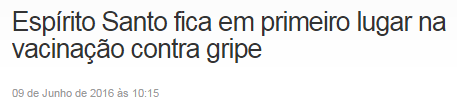 Espírito Santo fica em primeiro lugar na
vacinação contra gripe
09 de Junho de 2016 às 10:15